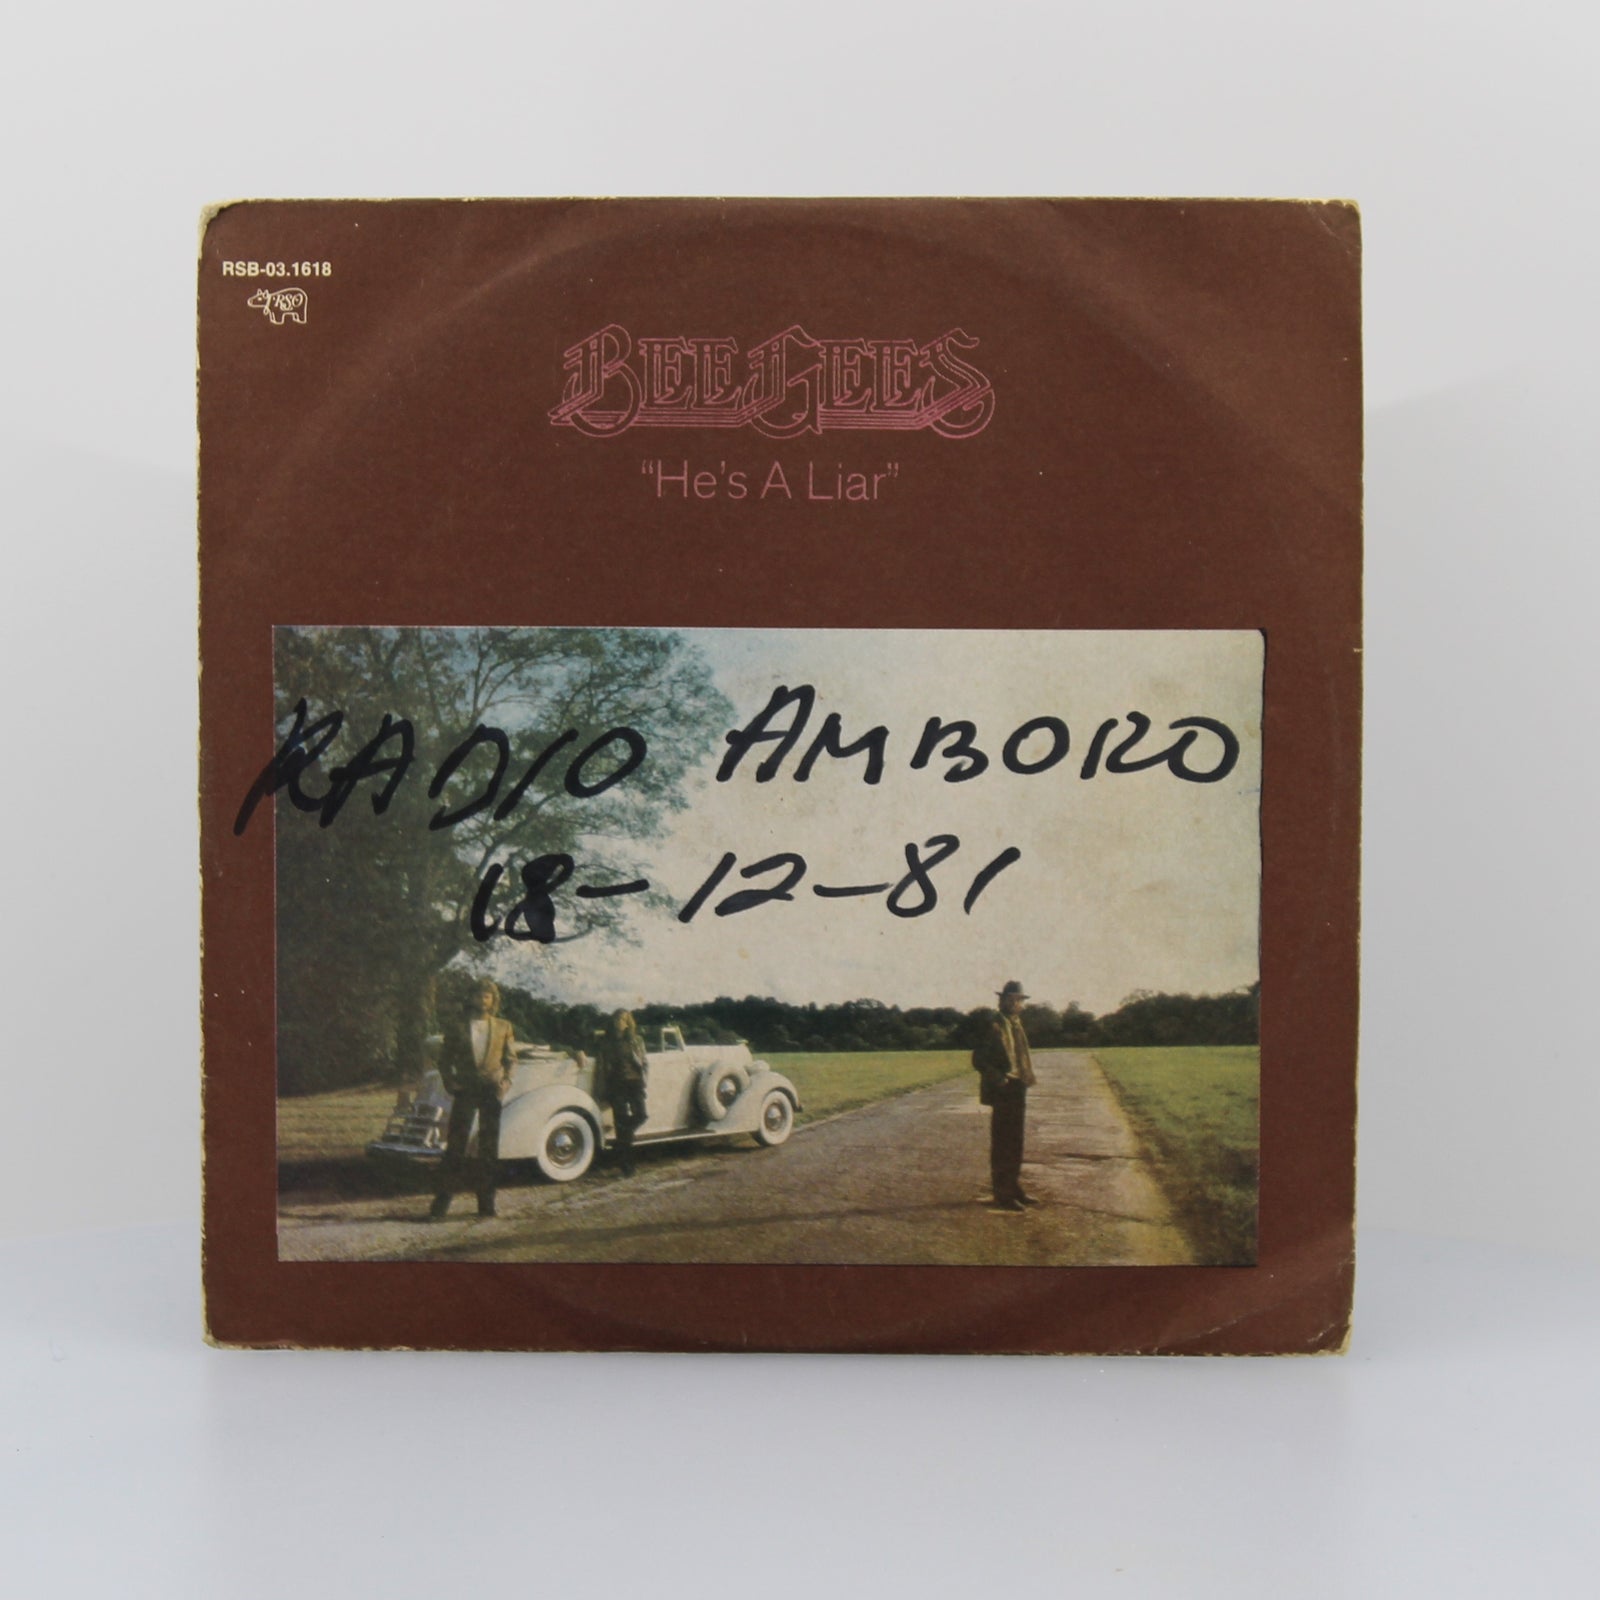 RSB-03.1618
RSO
BEE GEES
"He's A Liar"
RADIO AMBORO
18-12-81